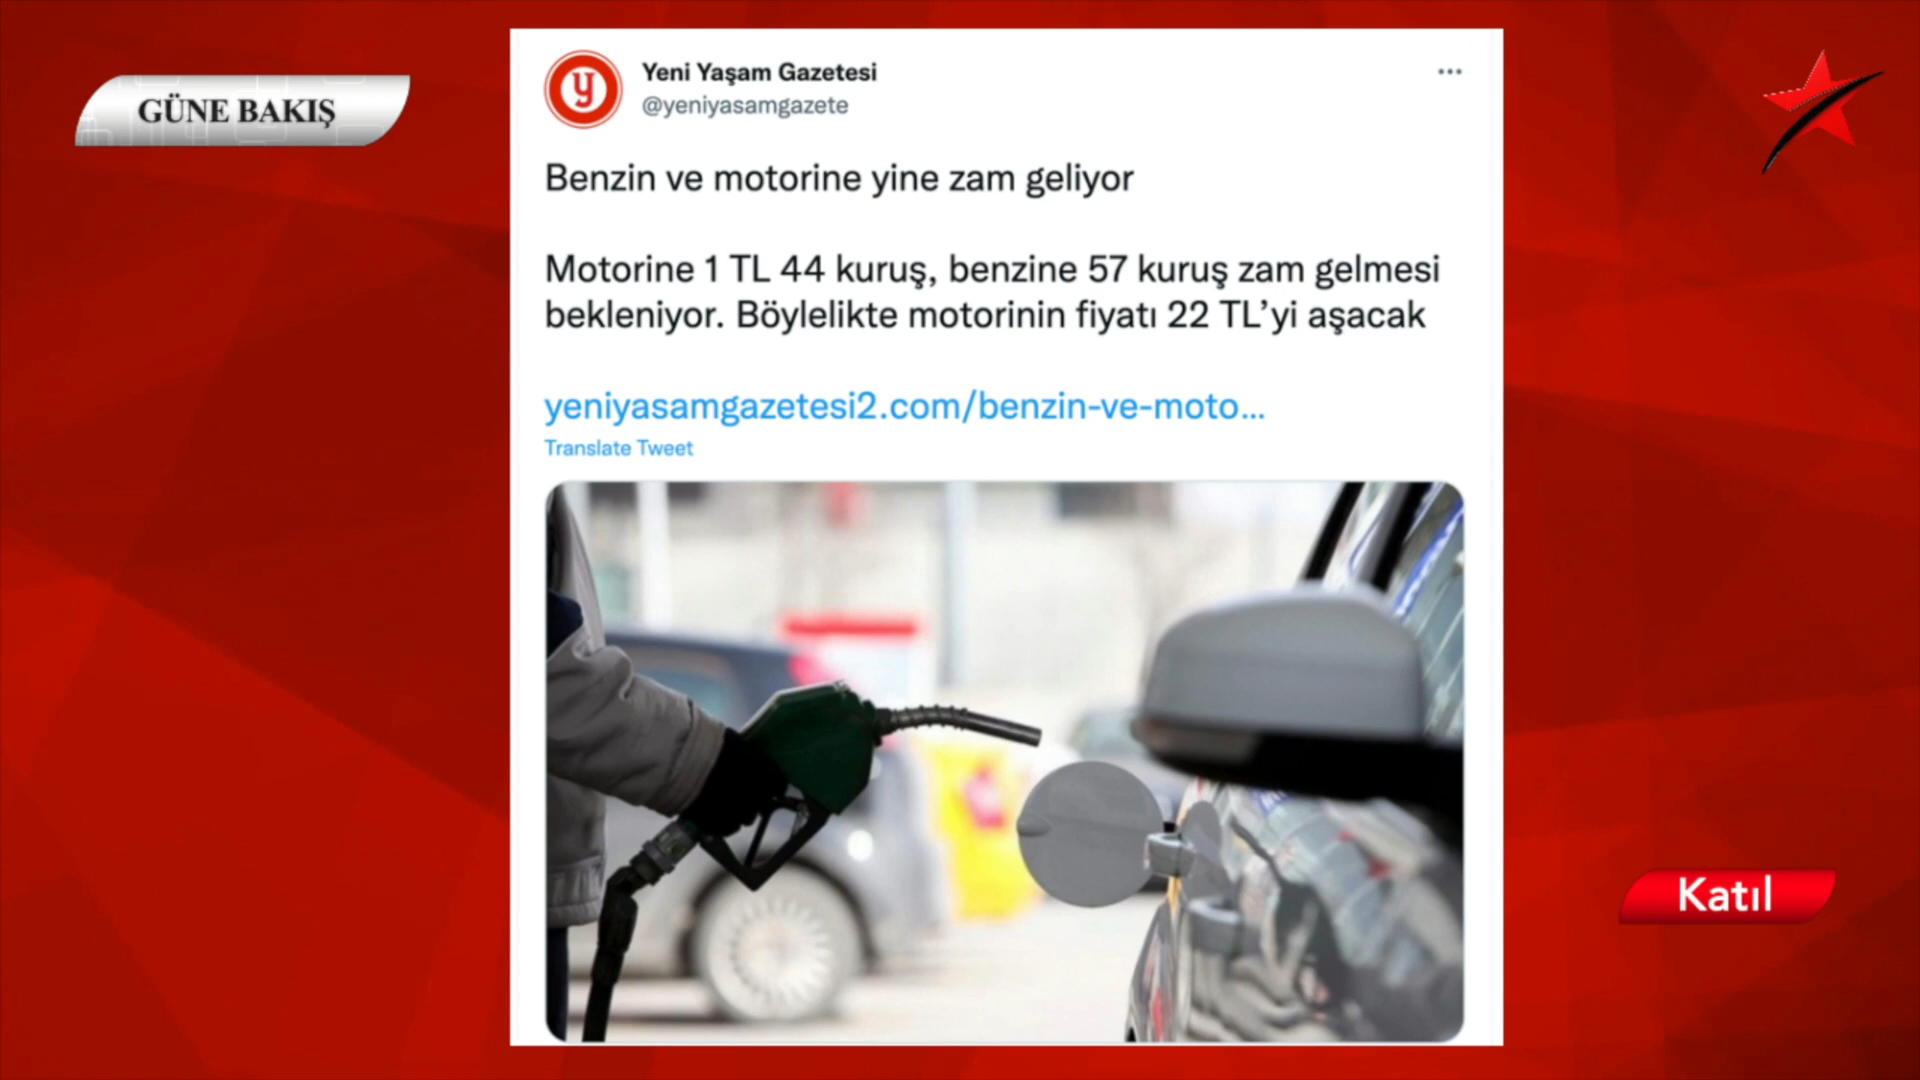 GÜNE BAKIŞ
Yeni Yaşam Gazetesi
@yeniyasamgazete
Benzin ve motorine yine zam geliyor
Motorine 1 TL 44 kuruş, benzine 57 kuruş zam gelmesi
bekleniyor. Böylelikte motorinin fiyatı 22 TL’yi aşacak
yeniyasamgazetesi2.com/benzin-ve-moto...
Translate Tweet
Katıl